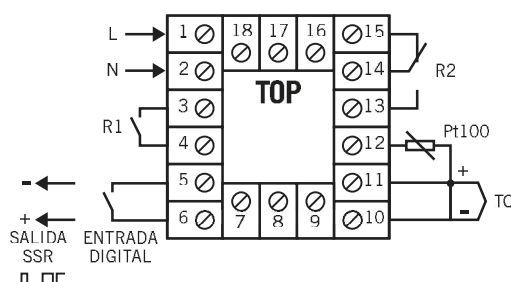 L 1 18 17 16 15
N 2 14 R2
TOP
R1 3 13
4 12 Pt100
- 5 11 +
+ 6 7 8 9 10 - TC
SALIDA SSR
ENTRADA DIGITAL